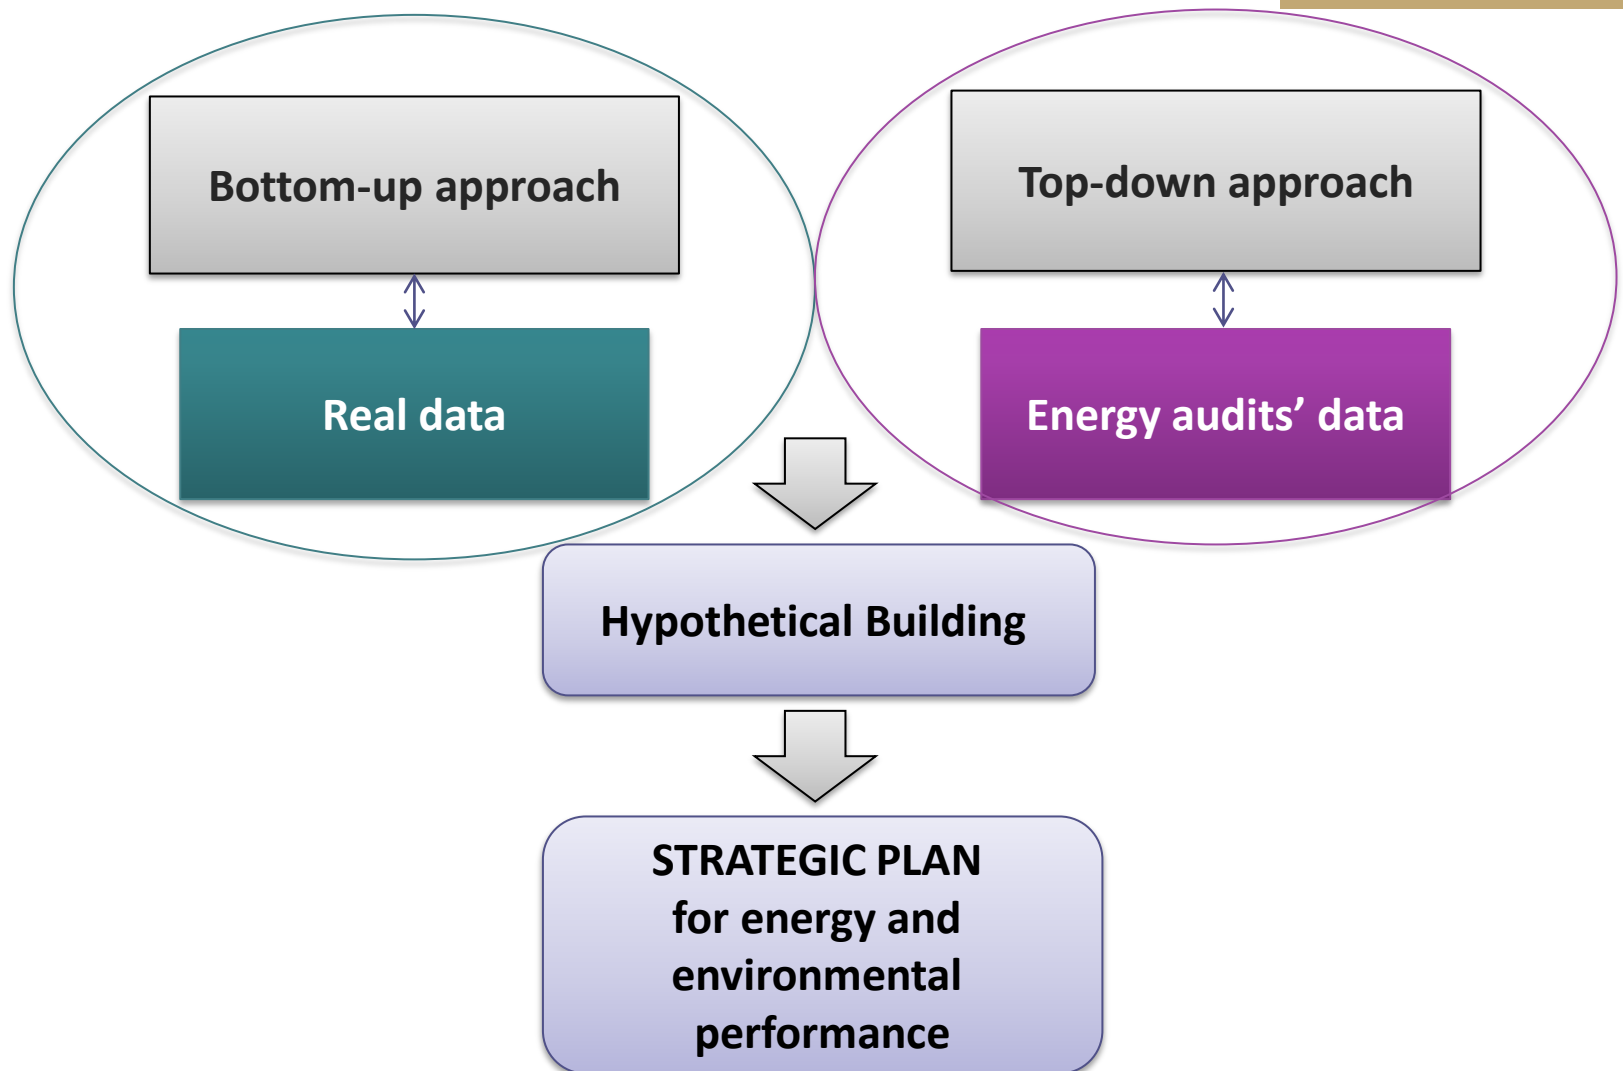 Bottom-up approach
Top-down approach
Real data
Energy audits’ data
Hypothetical Building
STRATEGIC PLAN
for energy and
environmental
performance